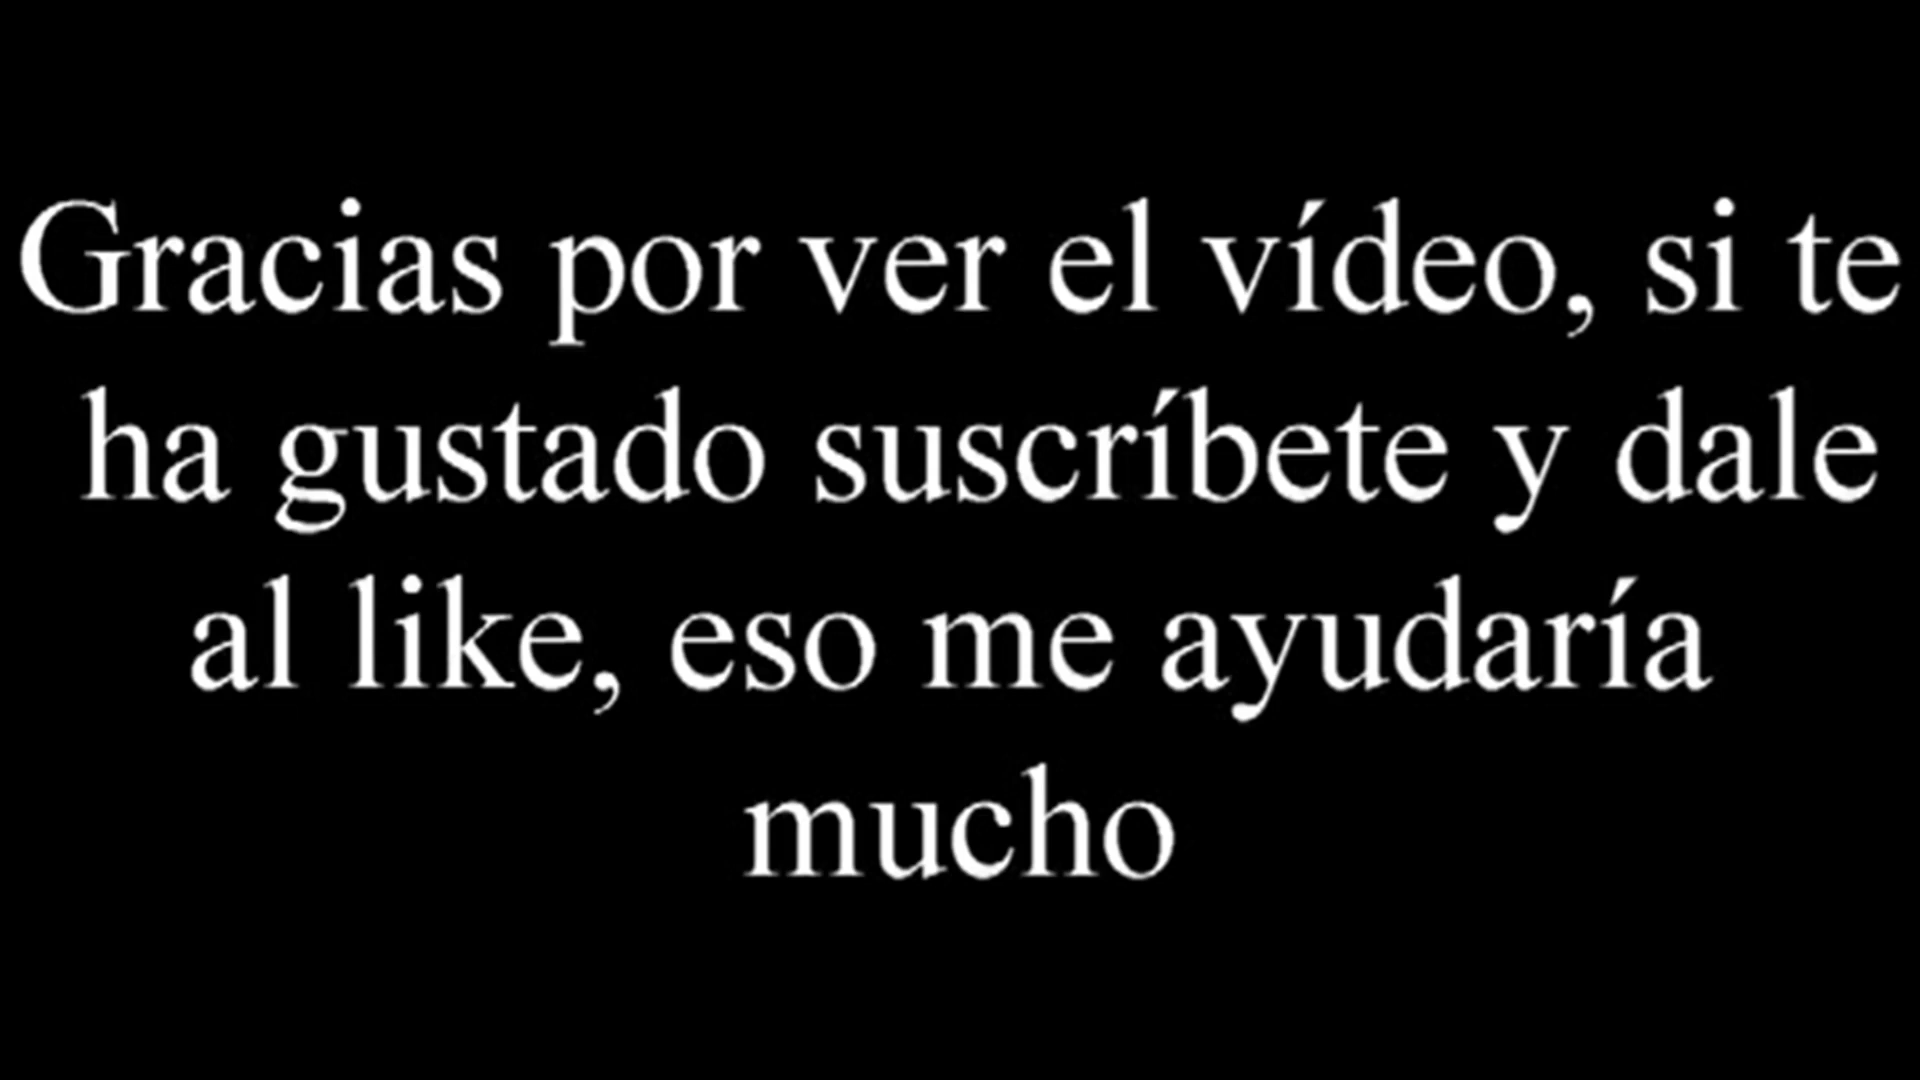 Gracias por ver el vídeo, si te
ha gustado suscríbete y dale
al like, eso me ayudaría
mucho